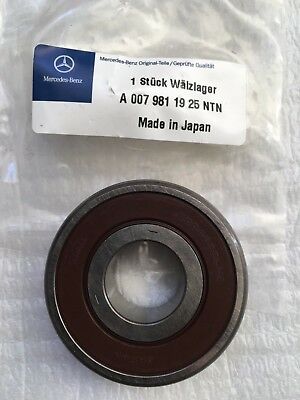 Mercedes-Benz Original-Teile/Geprüfte Qualität
Mercedes-Benz
1 Stück Wälzlager
A 007 981 19 25 NTN
Made in Japan